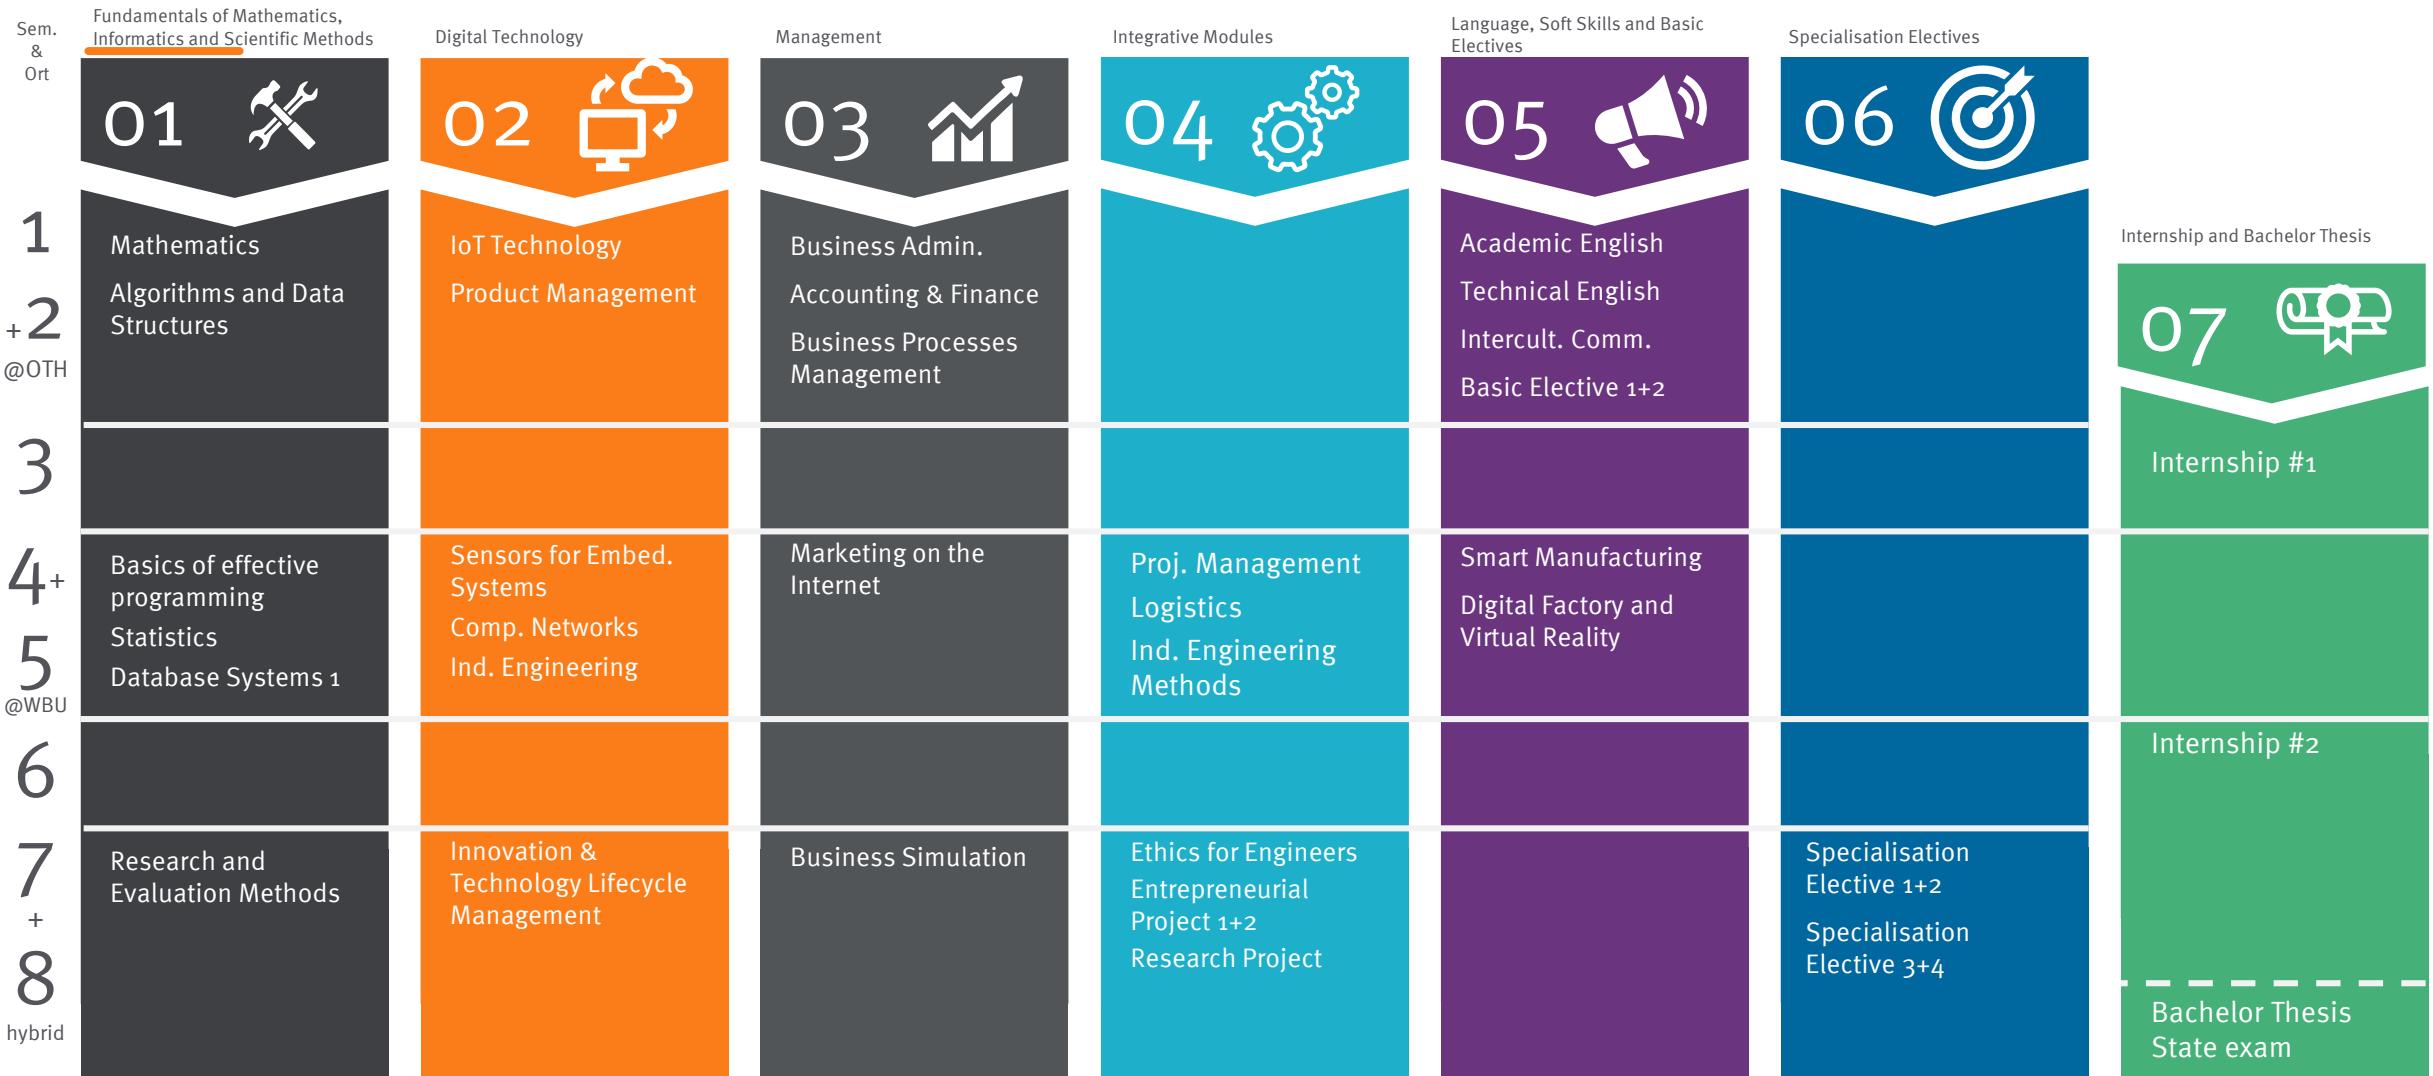 Sem.
&
Ort
Fundamentals of Mathematics,
Informatics and Scientific Methods
Digital Technology
Management
Integrative Modules
Language, Soft Skills and Basic
Electives
Specialisation Electives
01
02
03
04
05
06
1
+2
@OTH
Mathematics
Algorithms and Data
Structures
IoT Technology
Product Management
Business Admin.
Accounting & Finance
Business Processes
Management
Academic English
Technical English
Intercult. Comm.
Basic Elective 1+2
Internship and Bachelor Thesis
07
3
Internship #1
4+
5
@WBU
Basics of effective
programming
Statistics
Database Systems 1
Sensors for Embed.
Systems
Comp. Networks
Ind. Engineering
Marketing on the
Internet
Proj. Management
Logistics
Ind. Engineering
Methods
Smart Manufacturing
Digital Factory and
Virtual Reality
6
Internship #2
7
+
8
hybrid
Research and
Evaluation Methods
Innovation &
Technology Lifecycle
Management
Business Simulation
Ethics for Engineers
Entrepreneurial
Project 1+2
Research Project
Specialisation
Elective 1+2
Specialisation
Elective 3+4
Bachelor Thesis
State exam